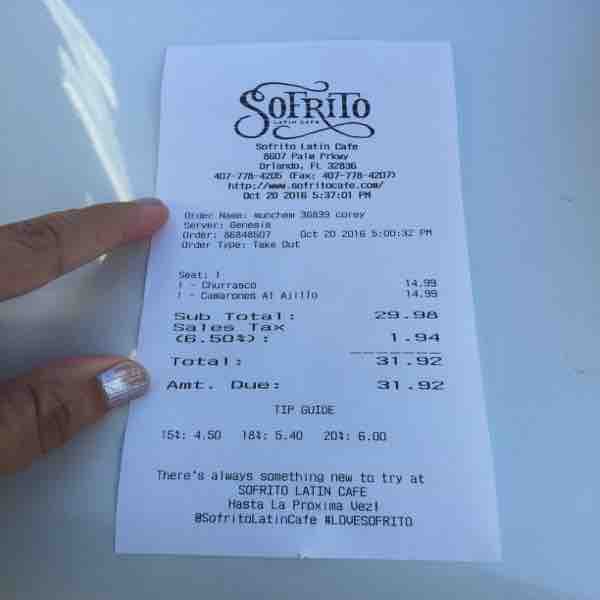 SOFRITO
LATIN CAFE
Sofrito Latin Cafe
8607 Palm Prkwy
Orlando, FL 32836
407-778-4205 (Fax: 407-778-4207)
http://www.sofritocafe.com/
Oct 20 2016 5:37:01 PM
Order Name: munchem 30839 corey
Server: Genesis
Order: 86848507 Oct 20 2016 5:00:32 PM
Order Type: Take Out
Seat: 1
1 - Churrasco 14.99
1 - Camarones Al Ajillo 14.99
Sub Total: 29.98
Sales Tax
(6.50%): 1.94
Total: 31.92
Amt. Due: 31.92
TIP GUIDE
15%: 4.50 18%: 5.40 20%: 6.00
There's always something new to try at
SOFRITO LATIN CAFE
Hasta La Proxima Vez!
@SofritoLatinCafe #LOVESOFRITO